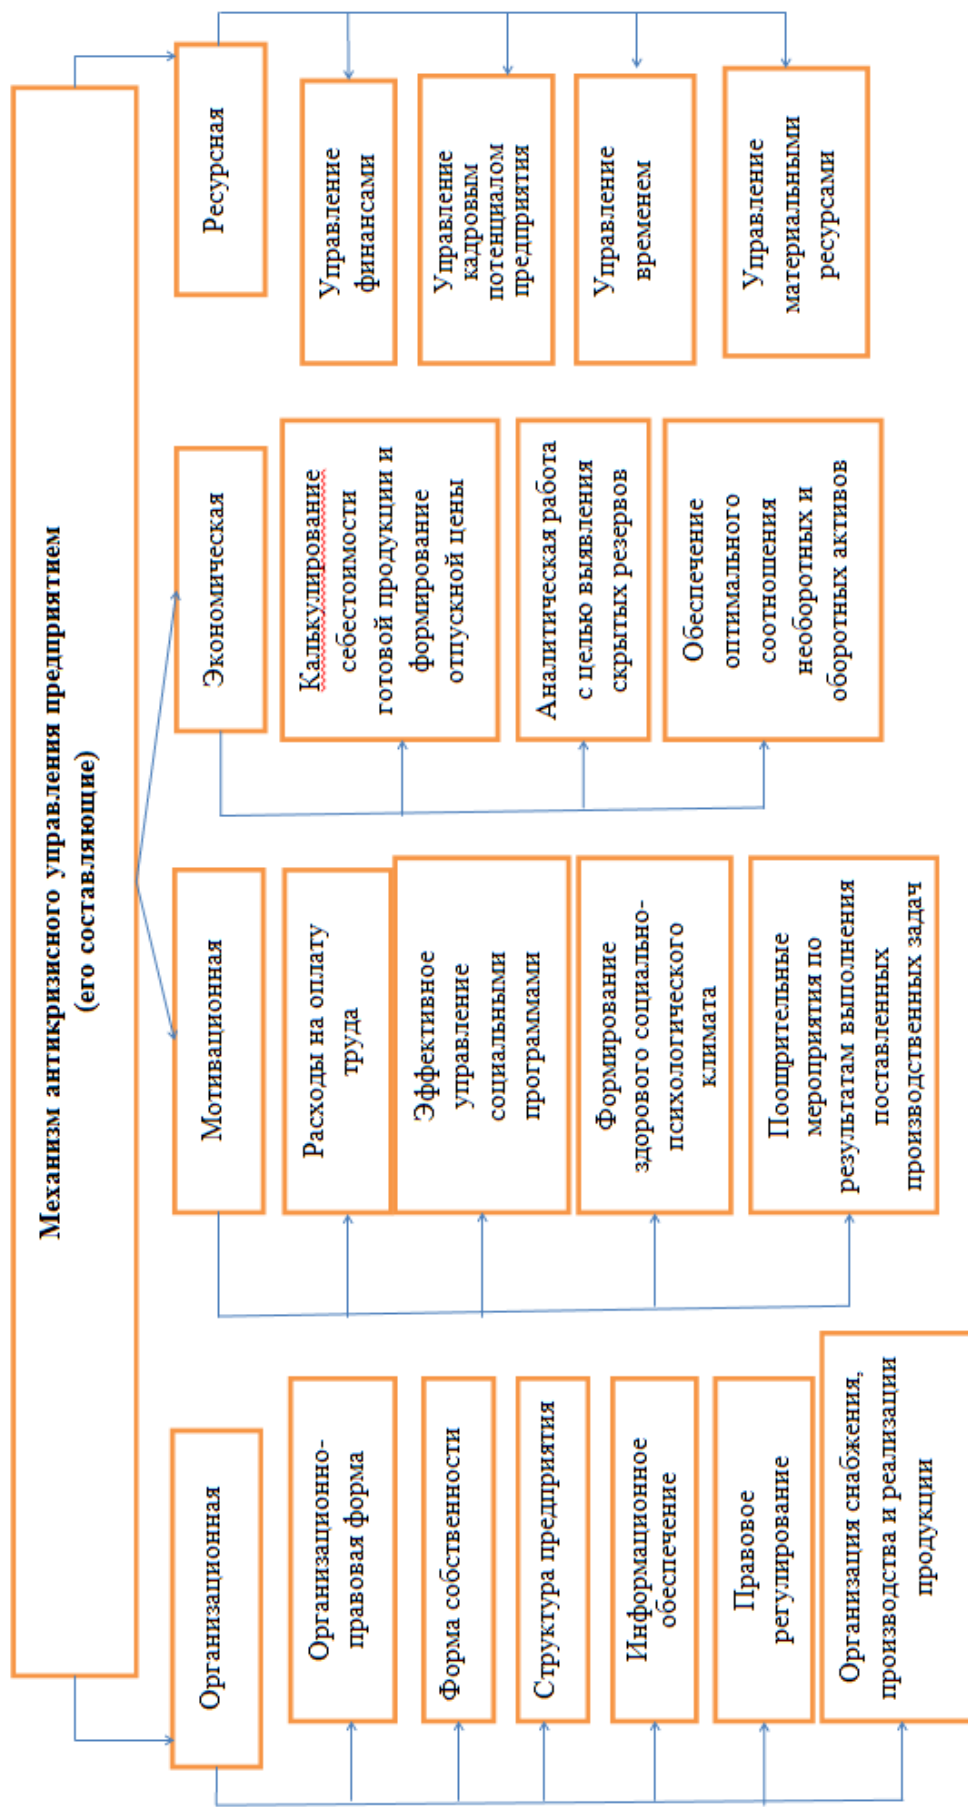 Механизм антикризисного управления предприятием
(его составляющие)
Организационная
Организационно-
правовая форма
Форма собственности
Структура предприятия
Информационное
обеспечение
Правовое
регулирование
Организация снабжения,
производства и реализации
продукции
Мотивационная
Расходы на оплату
труда
Эффективное
управление
социальными
программами
Формирование
здорового социально-
психологического
климата
Поощрительные
мероприятия по
результатам выполнения
поставленных
производственных задач
Экономическая
Калькулирование
себестоимости
готовой продукции и
формирование
отпускной цены
Аналитическая работа
с целью выявления
скрытых резервов
Обеспечение
оптимального
соотношения
необоротных и
оборотных активов
Ресурсная
Управление
финансами
Управление
кадровым
потенциалом
предприятия
Управление
временем
Управление
материальными
ресурсами